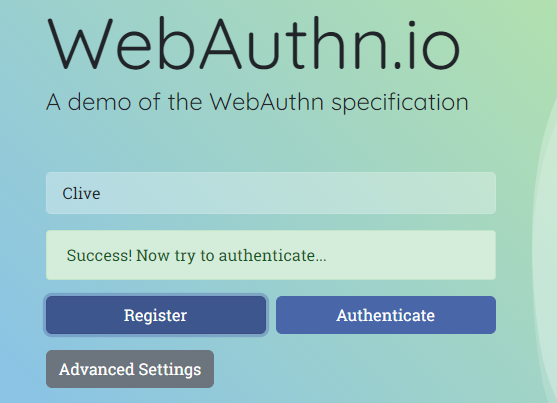 WebAuthn.io
A demo of the WebAuthn specification
Clive
Success! Now try to authenticate...
Register
Authenticate
Advanced Settings